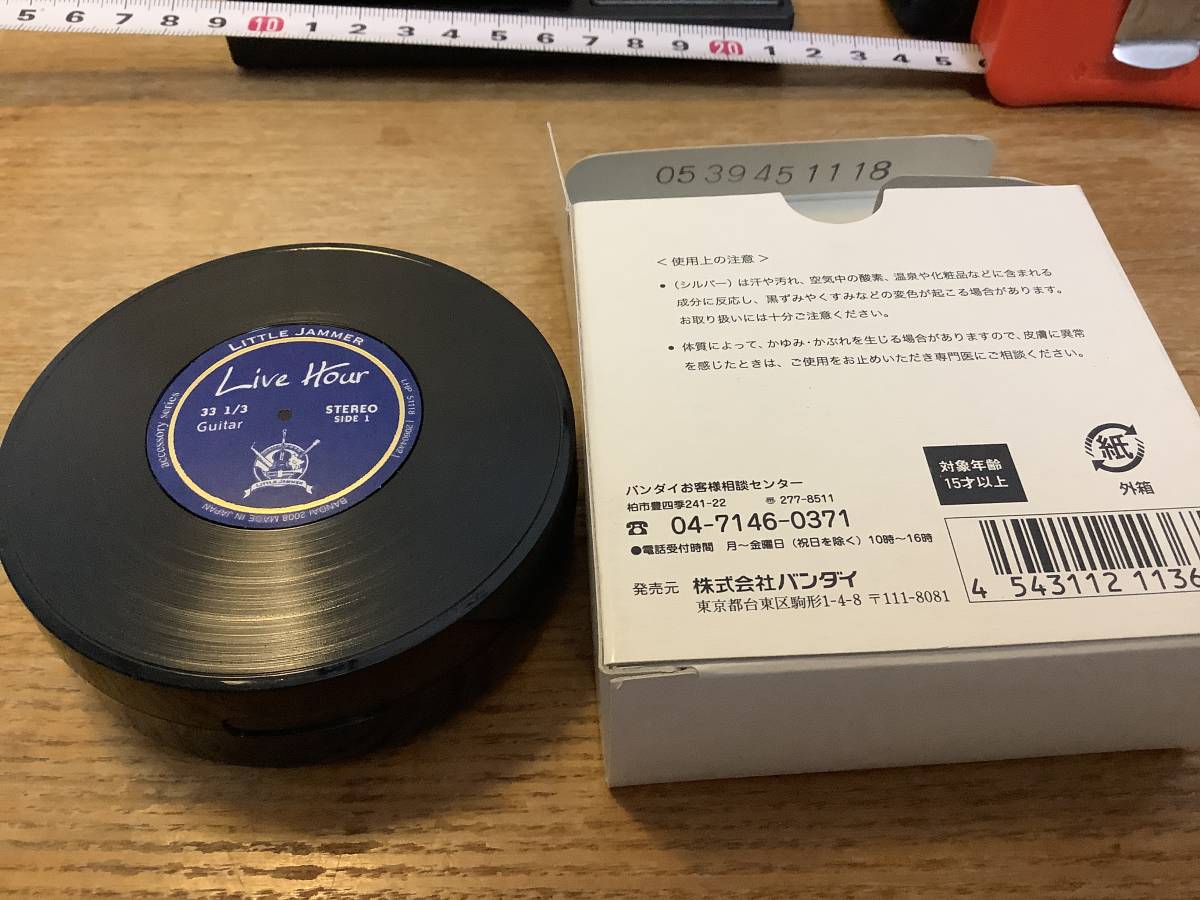 5 6 7 8 9 10 1 2 3 4 5 6 7 8 9 20 1 2 3 4 5
05 39 45 11 18
＜使用上の注意＞
●（シルバー）は汗や汚れ、空気中の酸素、温泉や化粧品などに含まれる
成分に反応し、黒ずみやくすみなどの変色が起こる場合があります。
お取り扱いには十分ご注意ください。
●体質によって、かゆみ・かぶれを生じる場合がありますので、皮膚に異常
を感じたときは、ご使用をお止めいただき専門医にご相談ください。
対象年齢
15才以上
紙
外箱
バンダイお客様相談センター
柏市豊四季241-22 〠 277-8511
☎ 04-7146-0371
●電話受付時間 月〜金曜日（祝日を除く）10時〜16時
発売元 株式会社バンダイ
東京都台東区駒形1-4-8 〒111-8081
4 543112 1136
LITTLE JAMMER
Live Hour
33 1/3
Guitar
STEREO
SIDE 1
accessory series
LITTLE JAMMER
BANDAI 2008 MADE IN JAPAN